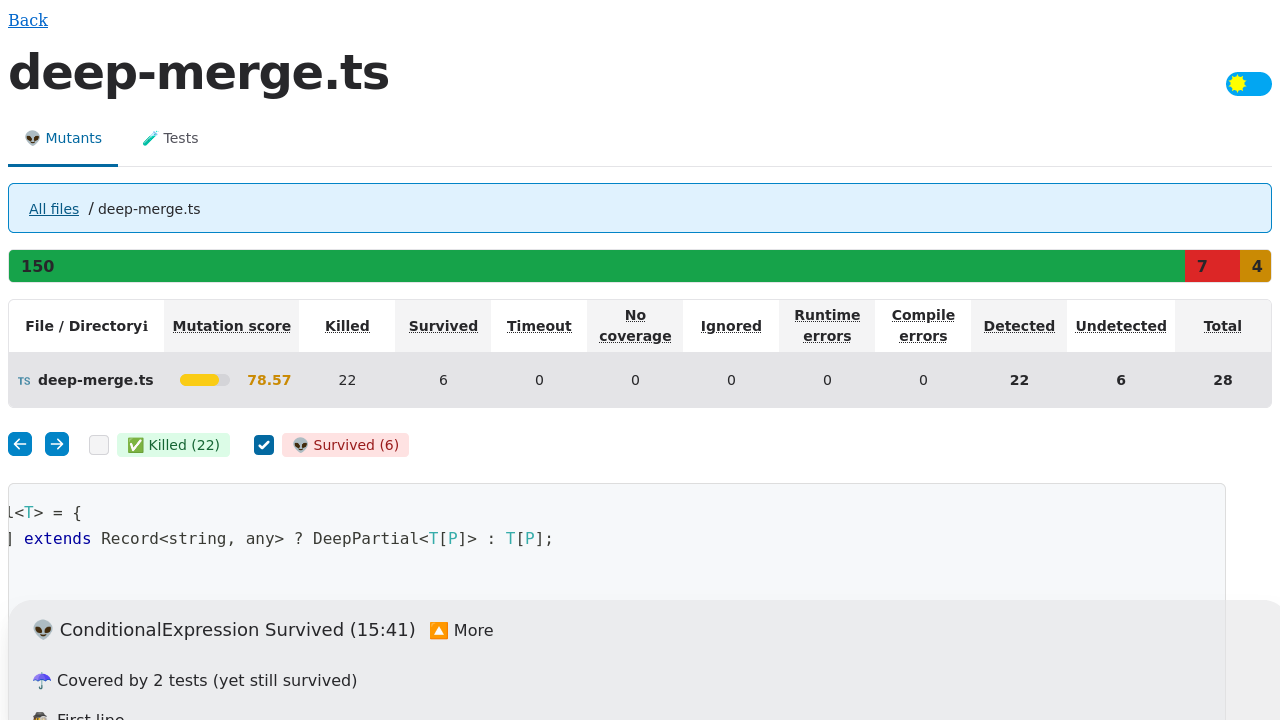 Back
deep-merge.ts
👽 Mutants
🧪 Tests
All files / deep-merge.ts
150
7
4
File / Directoryℹ
Mutation score
Killed
Survived
Timeout
No coverage
Ignored
Runtime errors
Compile errors
Detected
Undetected
Total
TS deep-merge.ts
78.57
22
6
0
0
0
0
0
22
6
28
✅ Killed (22)
👽 Survived (6)
<T> = {
] extends Record<string, any> ? DeepPartial<T[P]> : T[P];
👽 ConditionalExpression Survived (15:41) 🔼 More
☂️ Covered by 2 tests (yet still survived)
🕵️ First line